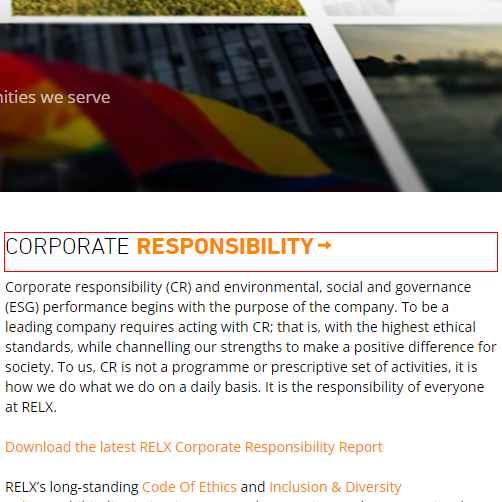 nities we serve
CORPORATE RESPONSIBILITY
Corporate responsibility (CR) and environmental, social and governance
(ESG) performance begins with the purpose of the company. To be a
leading company requires acting with CR; that is, with the highest ethical
standards, while channelling our strengths to make a positive difference for
society. To us, CR is not a programme or prescriptive set of activities, it is
how we do what we do on a daily basis. It is the responsibility of everyone
at RELX.
Download the latest RELX Corporate Responsibility Report
RELX’s long-standing Code Of Ethics and Inclusion & Diversity